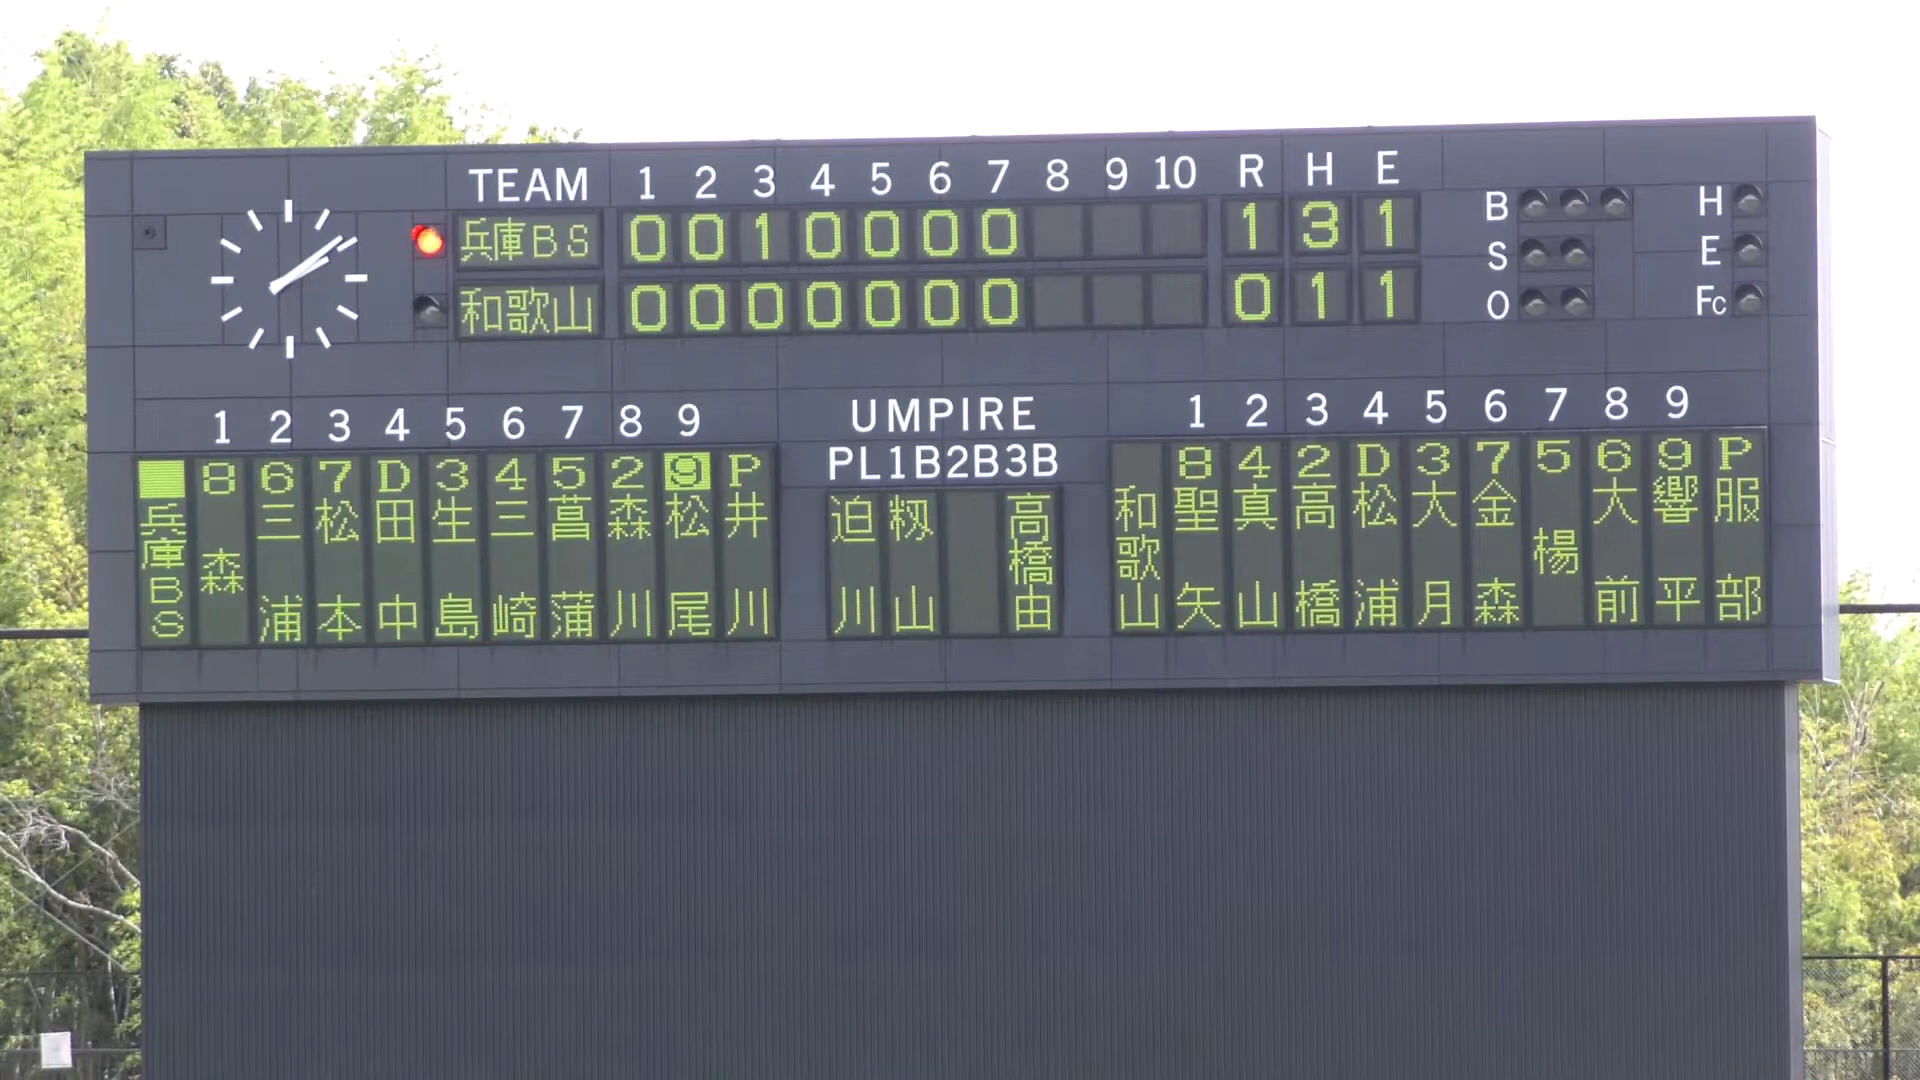 TEAM 1 2 3 4 5 6 7 8 9 10 R H E
兵庫BS 0 0 1 0 0 0 0 1 3 1
和歌山 0 0 0 0 0 0 0 0 1 1
B H
S E
O Fc
1 2 3 4 5 6 7 8 9
8 6 7 D 3 4 5 2 9 P
兵庫BS
森
三浦
松本
田中
生島
三崎
菖蒲
森川
松尾
井川
UMPIRE
PL 1B 2B 3B
迫川
籾山
高橋由
1 2 3 4 5 6 7 8 9
8 4 2 D 3 7 5 6 9 P
和歌山
聖矢
真山
高橋
松浦
大月
金森
楊
大前
響平
服部